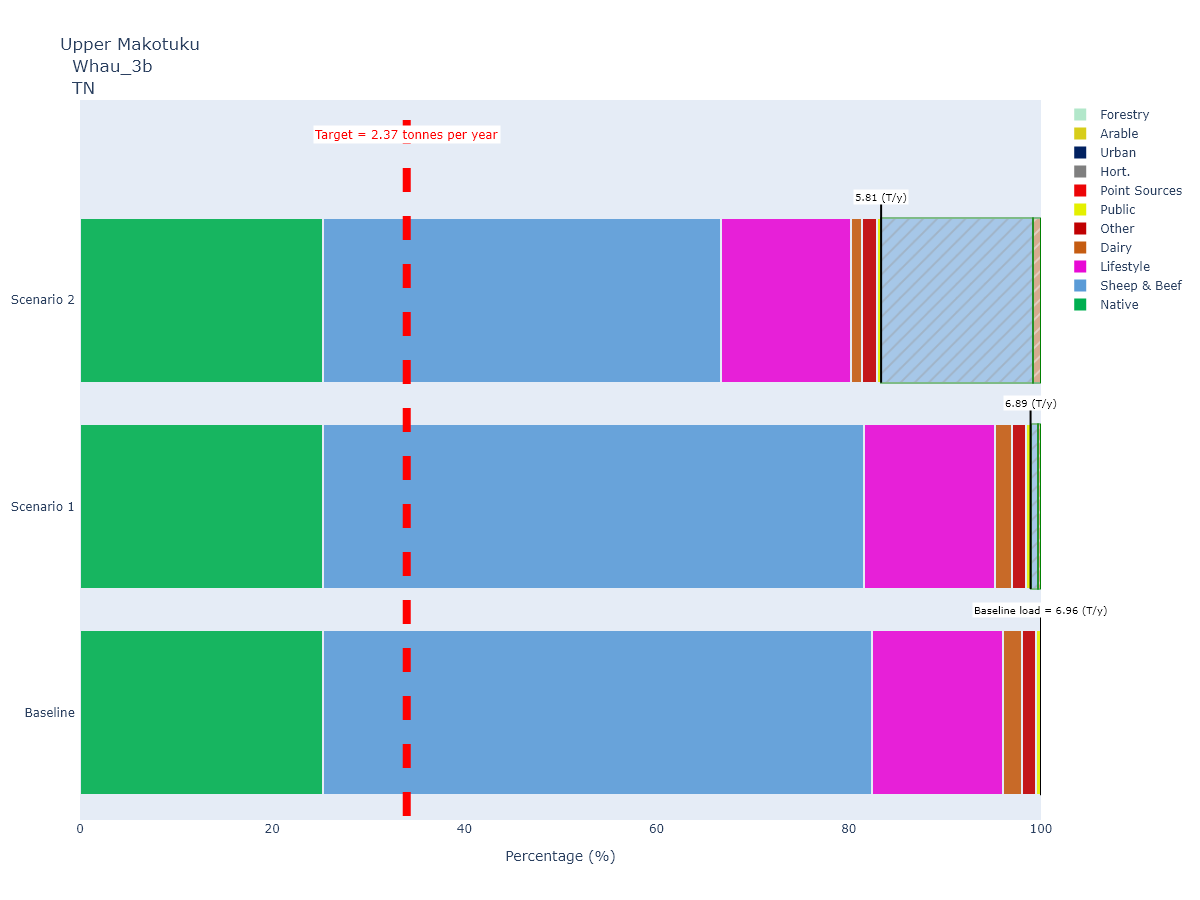 Upper Makotuku
Whau_3b
TN
Target = 2.37 tonnes per year
5.81 (T/y)
Scenario 2
6.89 (T/y)
Scenario 1
Baseline load = 6.96 (T/y)
Baseline
0 20 40 60 80 100
Percentage (%)
Forestry
Arable
Urban
Hort.
Point Sources
Public
Other
Dairy
Lifestyle
Sheep & Beef
Native